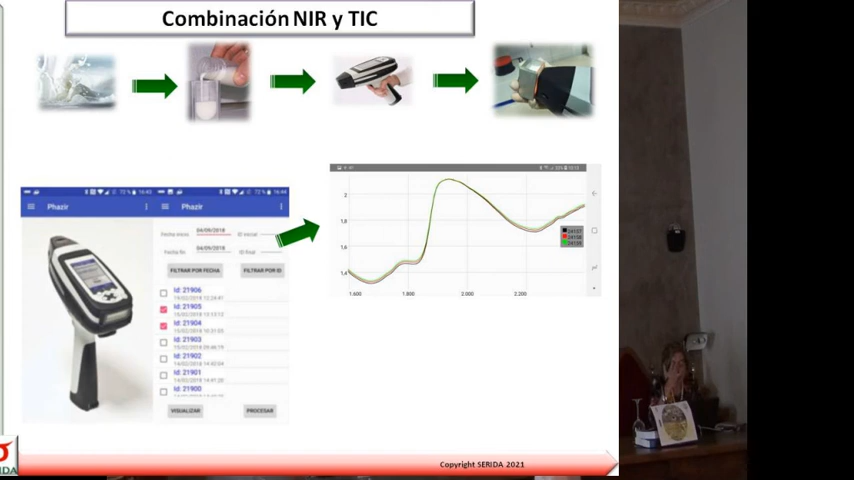 Combinación NIR y TIC
Phazir
Phazir
Fecha inicio 04/09/2018 ID inicial
Fecha fin 04/09/2018 ID final
FILTRAR POR FECHA FILTRAR POR ID
Id: 21906
Id: 21905
Id: 21904
Id: 21903
Id: 21902
Id: 21901
Id: 21900
VISUALIZAR PROCESAR
2
1,8
1,6
1,4
1.600 1.800 2.000 2.200
Copyright SERIDA 2021